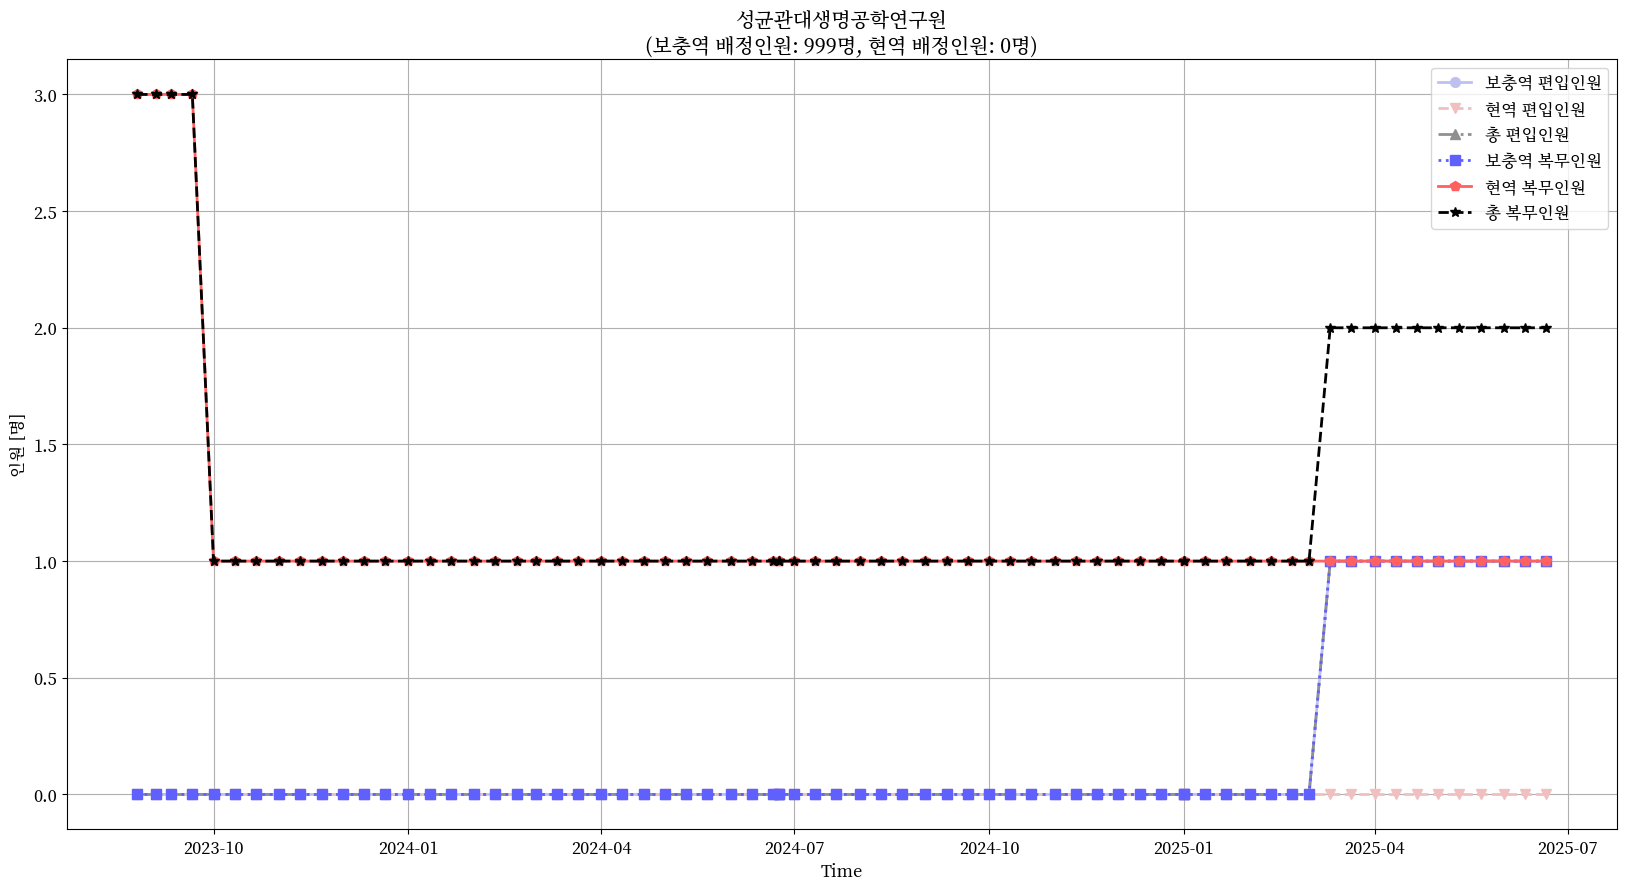 성균관대생명공학연구원
(보충역 배정인원: 999명, 현역 배정인원: 0명)
보충역 편입인원
현역 편입인원
총 편입인원
보충역 복무인원
현역 복무인원
총 복무인원
인원 [명]
3.0
2.5
2.0
1.5
1.0
0.5
0.0
2023-10
2024-01
2024-04
2024-07
2024-10
2025-01
2025-04
2025-07
Time